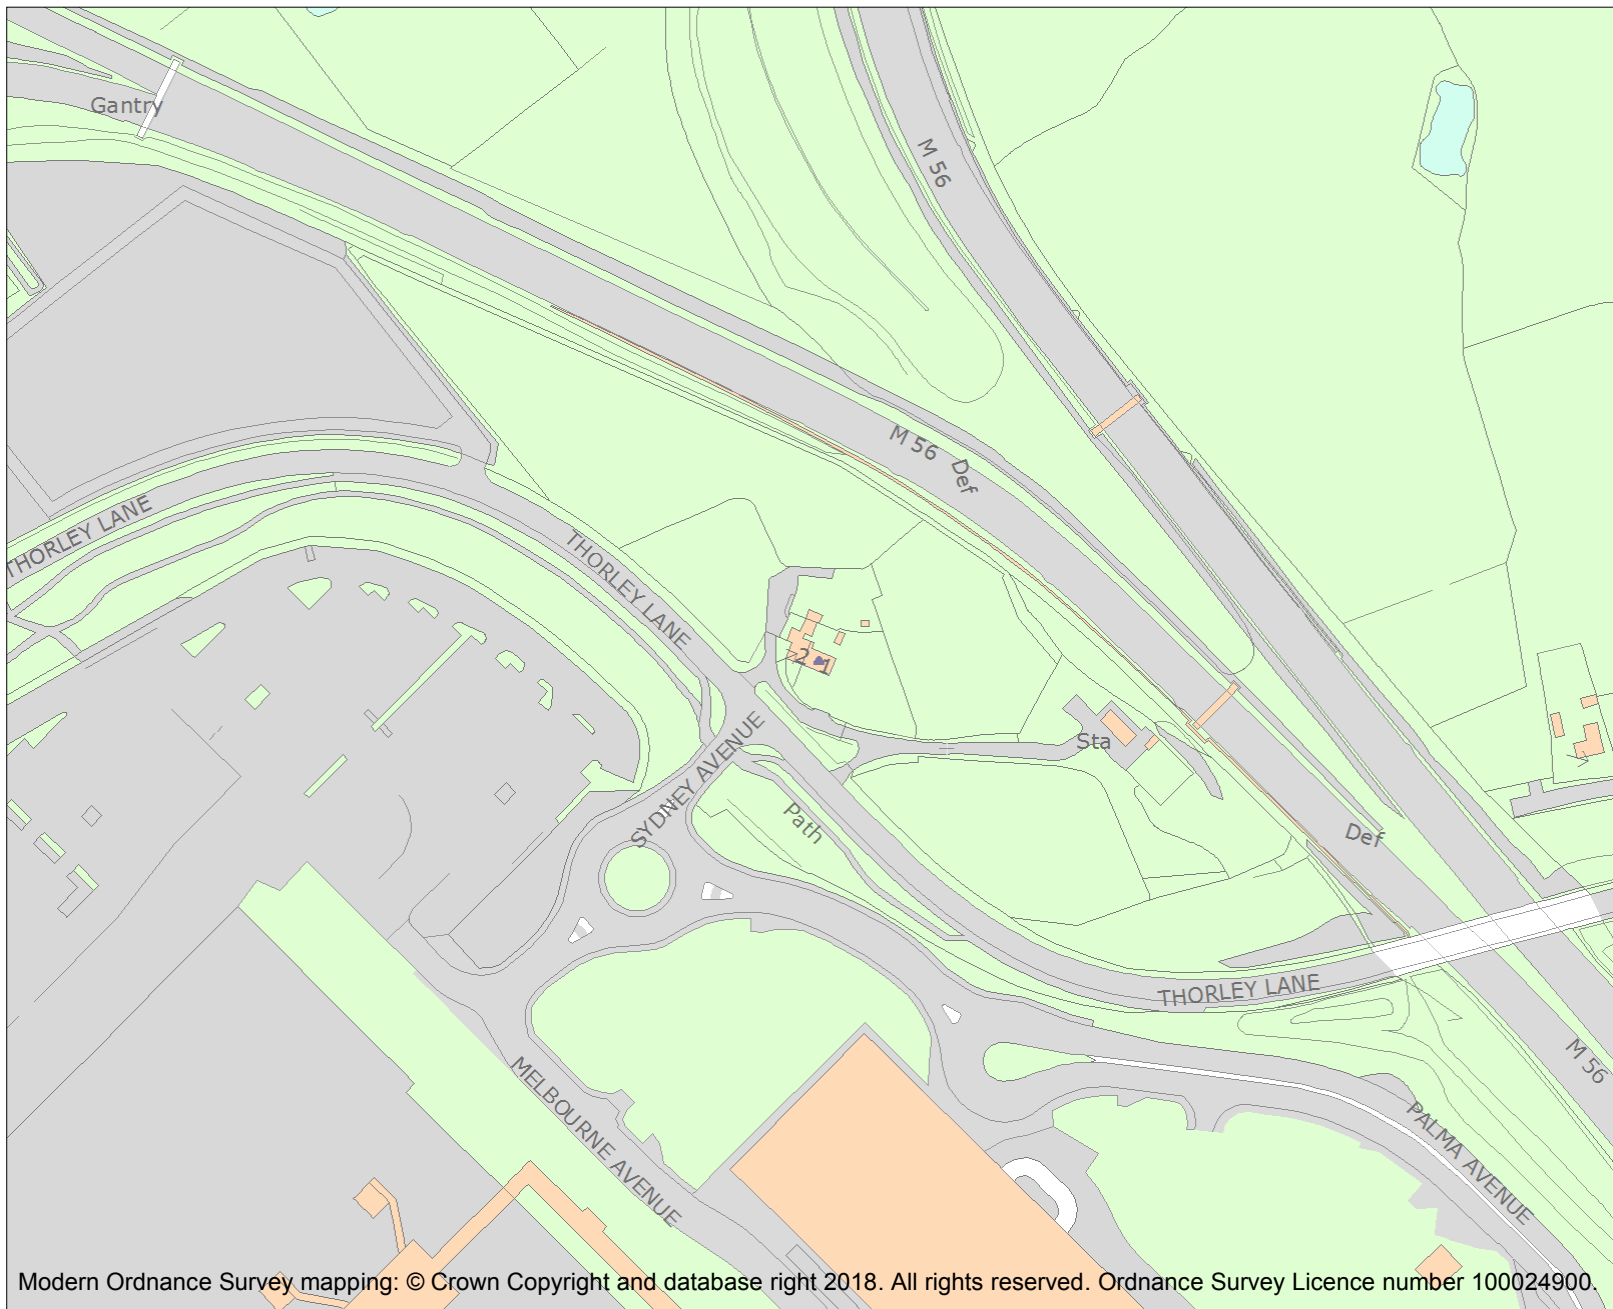 Gantry
M 56
M 56
Def
THORLEY LANE
THORLEY LANE
2
1
SYDNEY AVENUE
Sta
Path
Def
THORLEY LANE
M 56
MELBOURNE AVENUE
PALMA AVENUE
Modern Ordnance Survey mapping: © Crown Copyright and database right 2018. All rights reserved. Ordnance Survey Licence number 100024900.